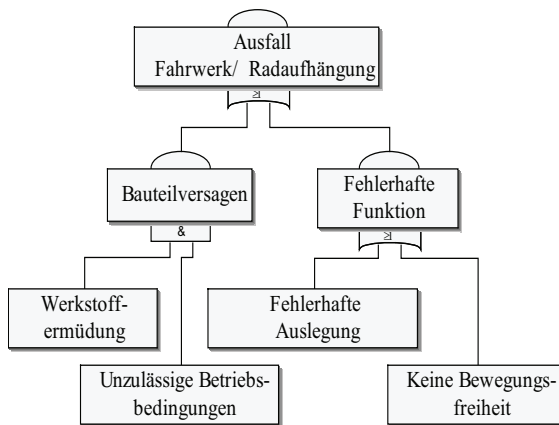 Ausfall
Fahrwerk/ Radaufhängung
Bauteilversagen
&
Fehlerhafte
Funktion
Werkstoff-
ermüdung
Fehlerhafte
Auslegung
Unzulässige Betriebs-
bedingungen
Keine Bewegungs-
freiheit